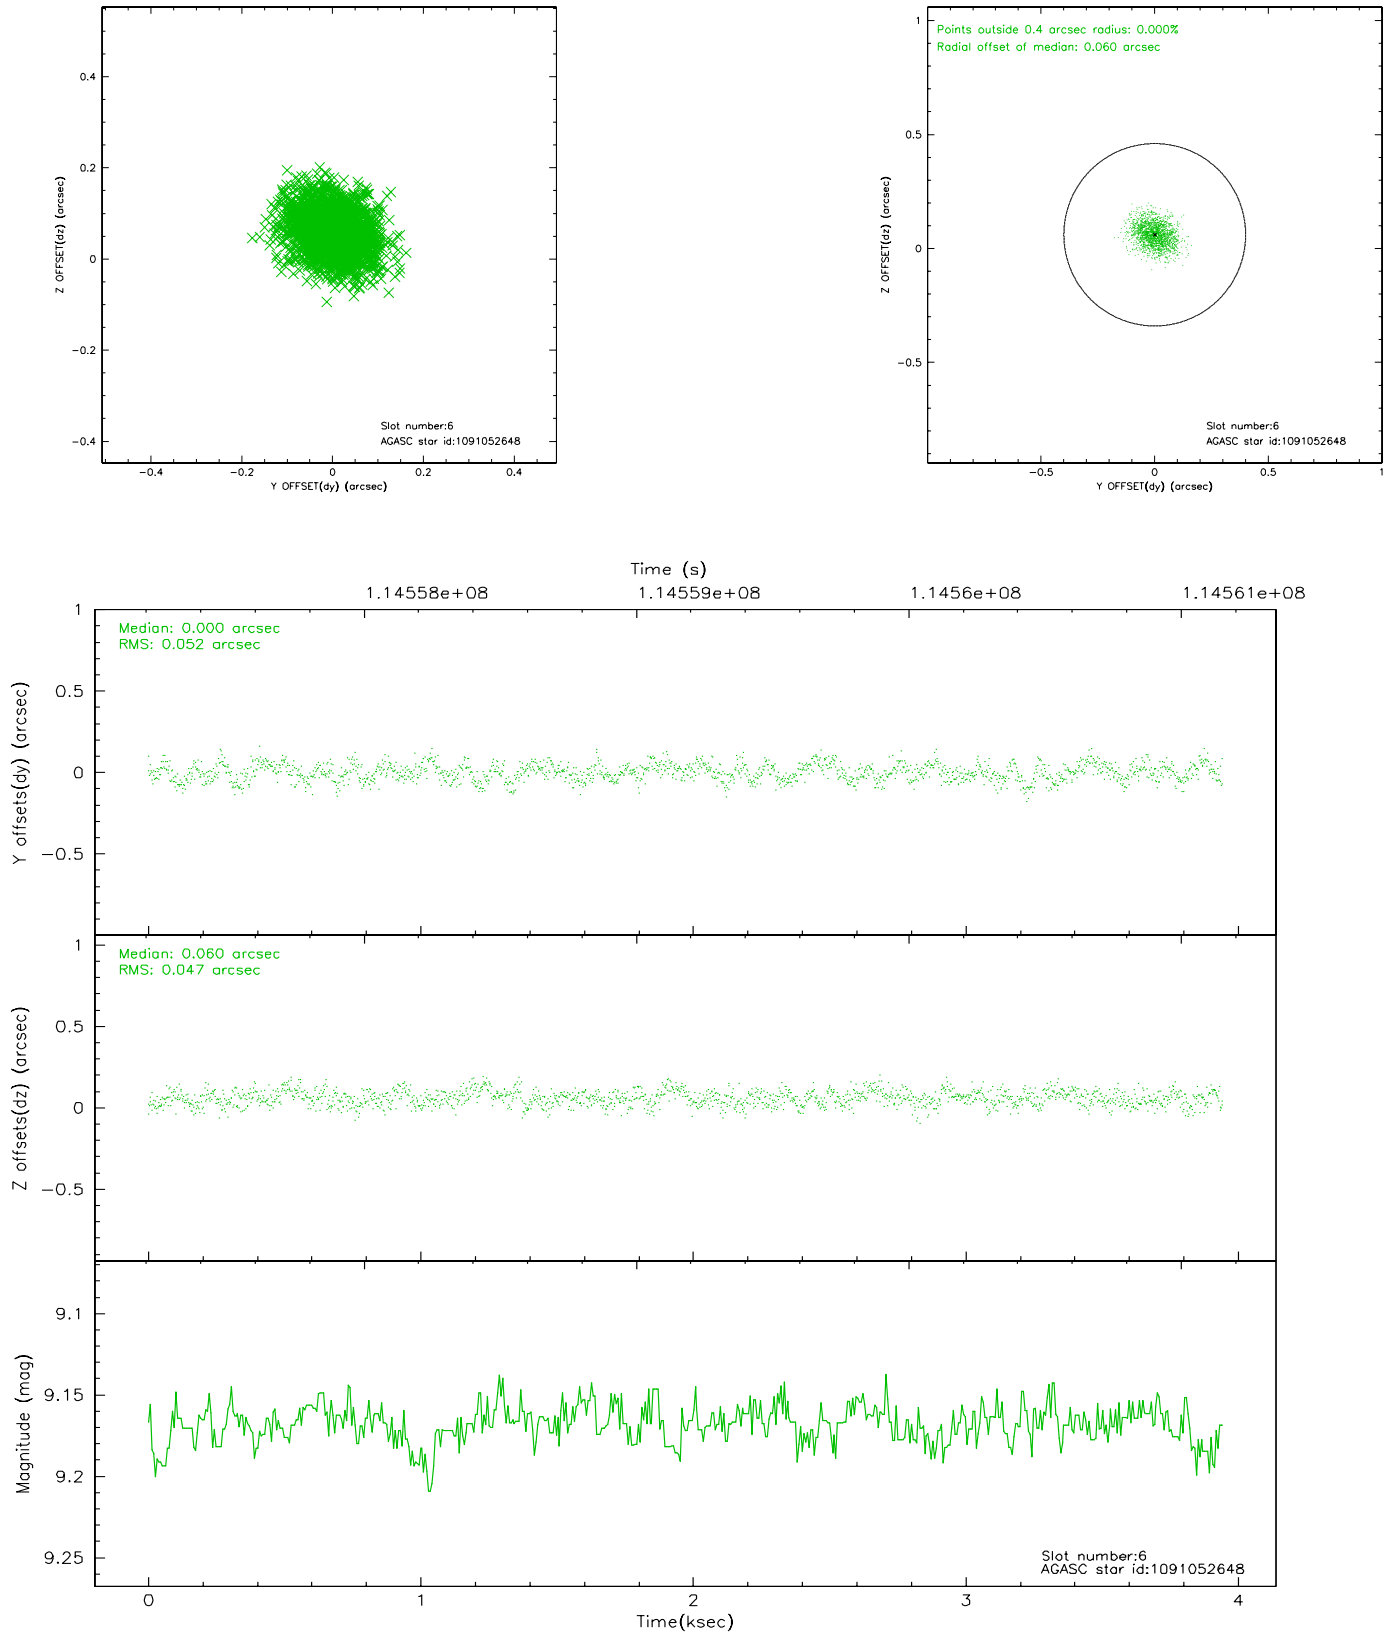 0.4
0.2
0
−0.2
−0.4
Z OFFSET(dz) (arcsec)
Slot number:6
AGASC star id:1091052648
−0.4 −0.2 0 0.2 0.4
Y OFFSET(dy) (arcsec)
Points outside 0.4 arcsec radius: 0.000%
Radial offset of median: 0.060 arcsec
1
0.5
0
−0.5
Z OFFSET(dz) (arcsec)
Slot number:6
AGASC star id:1091052648
−0.5 0 0.5 1
Y OFFSET(dy) (arcsec)
Time (s)
1.14558e+08 1.14559e+08 1.1456e+08 1.14561e+08
Median: 0.000 arcsec
RMS: 0.052 arcsec
1
0.5
0
−0.5
Y offsets(dy) (arcsec)
Median: 0.060 arcsec
RMS: 0.047 arcsec
1
0.5
0
−0.5
Z offsets(dz) (arcsec)
9.1
9.15
9.2
9.25
Magnitude (mag)
Slot number:6
AGASC star id:1091052648
0 1 2 3 4
Time(ksec)